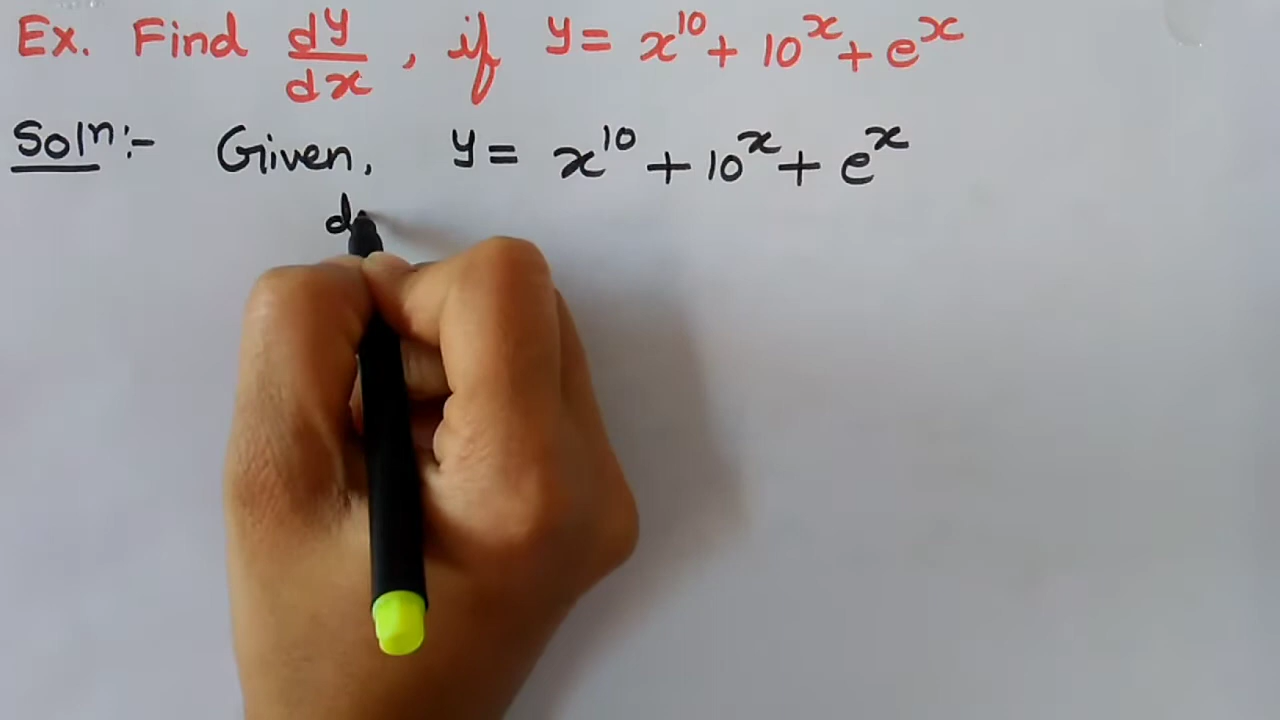 Ex. Find dy/dx, if y = x^10 + 10^x + e^x
Soln:- Given, y = x^10 + 10^x + e^x
d